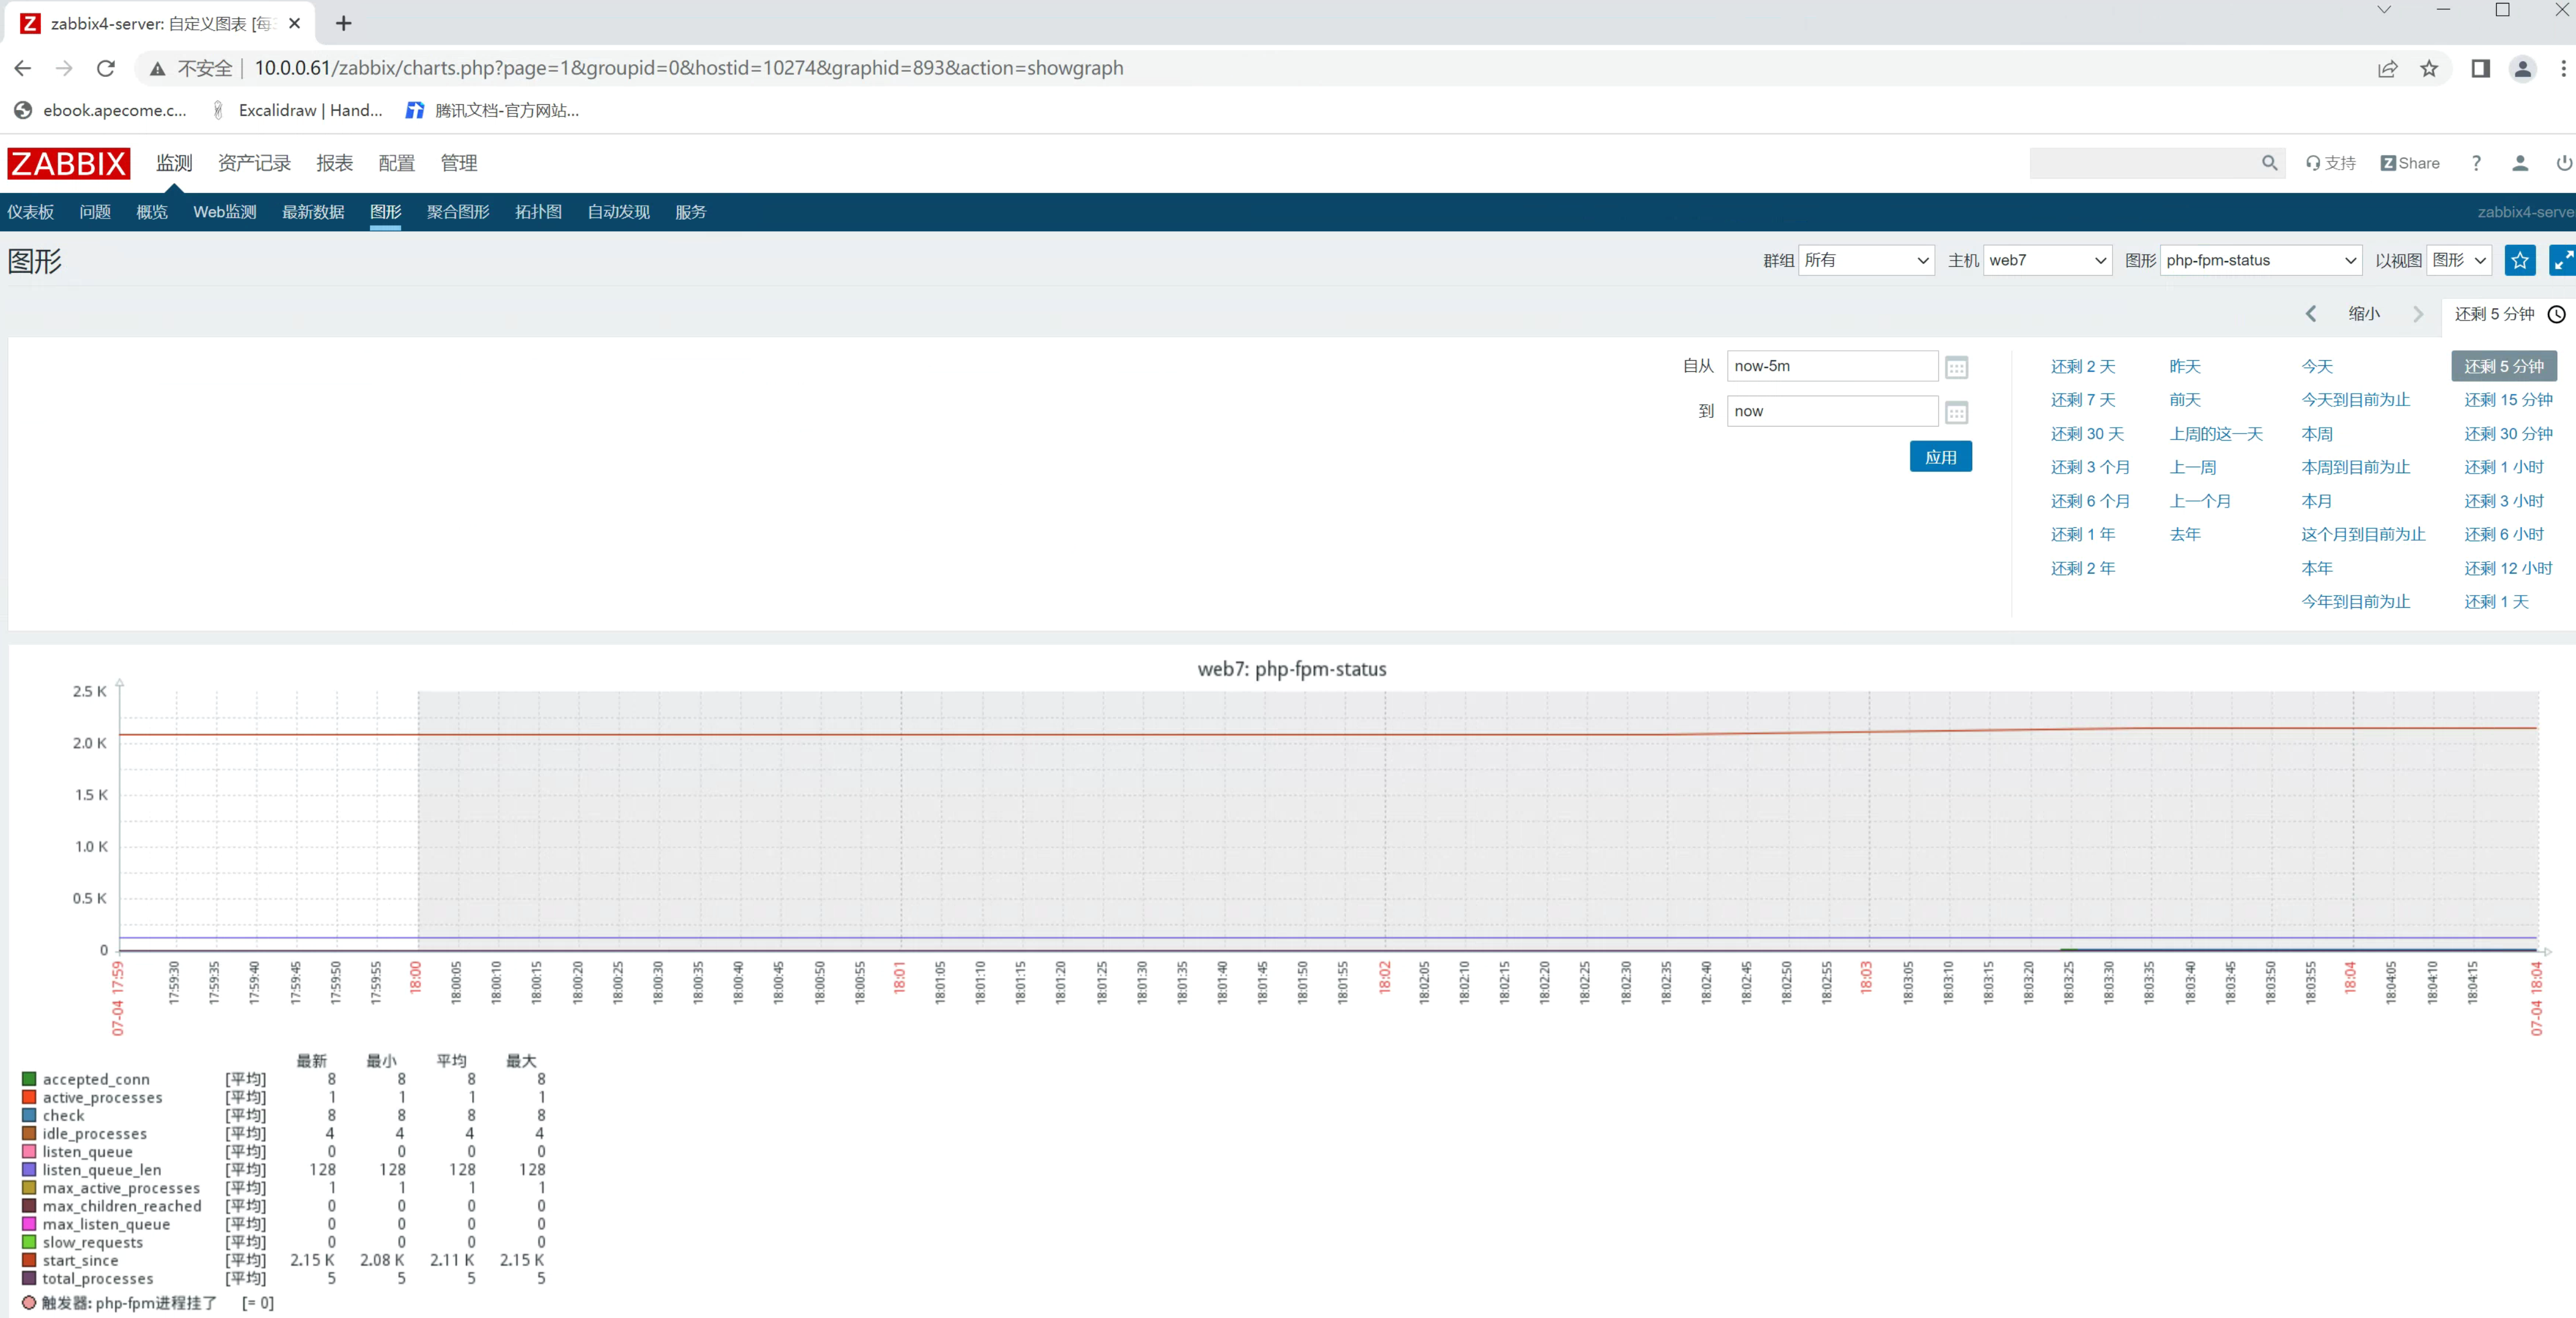 zabbix4-server: 自定义图表 [每
不安全 | 10.0.0.61/zabbix/charts.php?page=1&groupid=0&hostid=10274&graphid=893&action=showgraph
ebook.apecome.c... Excalidraw | Hand... 腾讯文档-官方网站...
ZABBIX 监测 资产记录 报表 配置 管理 支持 Z Share ?
仪表板 问题 概览 Web监测 最新数据 图形 聚合图形 拓扑图 自动发现 服务 zabbix4-serve
图形 群组 所有 主机 web7 图形 php-fpm-status 以视图 图形
缩小 还剩 5 分钟
自从 now-5m 还剩 2 天 昨天 今天 还剩 5 分钟
还剩 7 天 前天 今天到目前为止 还剩 15 分钟
到 now
还剩 30 天 上周的这一天 本周 还剩 30 分钟
应用 还剩 3 个月 上一周 本周到目前为止 还剩 1 小时
还剩 6 个月 上一个月 本月 还剩 3 小时
还剩 1 年 去年 这个月到目前为止 还剩 6 小时
还剩 2 年 本年 还剩 12 小时
今年到目前为止 还剩 1 天
web7: php-fpm-status
2.5 K
2.0 K
1.5 K
1.0 K
0.5 K
0
07-04 17:59 17:59:30 17:59:35 17:59:40 17:59:45 17:59:50 17:59:55 18:00 18:00:05 18:00:10 18:00:15 18:00:20 18:00:25 18:00:30 18:00:35 18:00:40 18:00:45 18:00:50 18:00:55 18:01 18:01:05 18:01:10 18:01:15 18:01:20 18:01:25 18:01:30 18:01:35 18:01:40 18:01:45 18:01:50 18:01:55 18:02 18:02:05 18:02:10 18:02:15 18:02:20 18:02:25 18:02:30 18:02:35 18:02:40 18:02:45 18:02:50 18:02:55 18:03 18:03:05 18:03:10 18:03:15 18:03:20 18:03:25 18:03:30 18:03:35 18:03:40 18:03:45 18:03:50 18:03:55 18:04 18:04:05 18:04:10 18:04:15 07-04 18:04
最新 最小 平均 最大
accepted_conn [平均] 8 8 8 8
active_processes [平均] 1 1 1 1
check [平均] 8 8 8 8
idle_processes [平均] 4 4 4 4
listen_queue [平均] 0 0 0 0
listen_queue_len [平均] 128 128 128 128
max_active_processes [平均] 1 1 1 1
max_children_reached [平均] 0 0 0 0
max_listen_queue [平均] 0 0 0 0
slow_requests [平均] 0 0 0 0
start_since [平均] 2.15 K 2.08 K 2.11 K 2.15 K
total_processes [平均] 5 5 5 5
触发器: php-fpm进程挂了 [= 0]